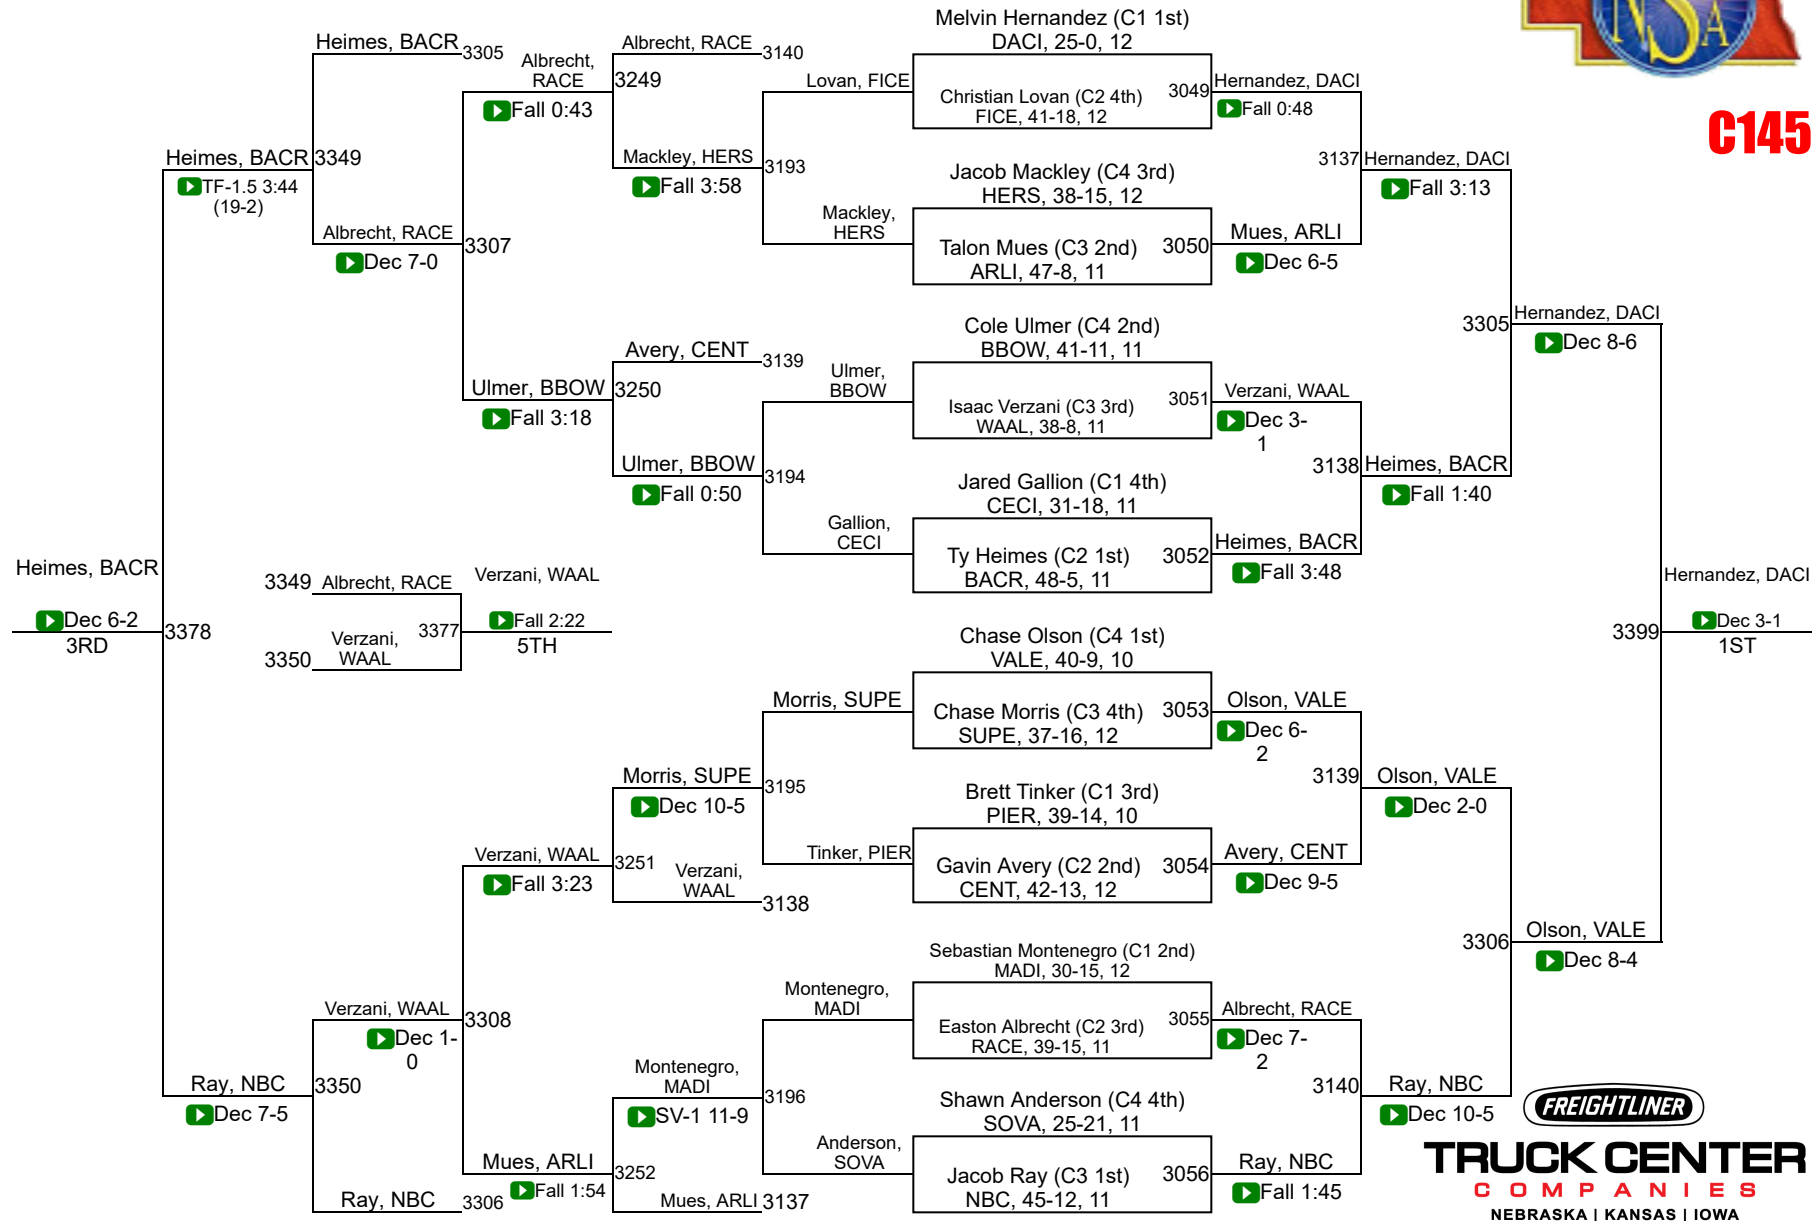 NSA
C145
Melvin Hernandez (C1 1st)
DACI, 25-0, 12
Christian Lovan (C2 4th)
FICE, 41-18, 12
3049
Jacob Mackley (C4 3rd)
HERS, 38-15, 12
Talon Mues (C3 2nd)
ARLI, 47-8, 11
3050
Cole Ulmer (C4 2nd)
BBOW, 41-11, 11
Isaac Verzani (C3 3rd)
WAAL, 38-8, 11
3051
Jared Gallion (C1 4th)
CECI, 31-18, 11
Ty Heimes (C2 1st)
BACR, 48-5, 11
3052
Chase Olson (C4 1st)
VALE, 40-9, 10
Chase Morris (C3 4th)
SUPE, 37-16, 12
3053
Brett Tinker (C1 3rd)
PIER, 39-14, 10
Gavin Avery (C2 2nd)
CENT, 42-13, 12
3054
Sebastian Montenegro (C1 2nd)
MADI, 30-15, 12
Easton Albrecht (C2 3rd)
RACE, 39-15, 11
3055
Shawn Anderson (C4 4th)
SOVA, 25-21, 11
Jacob Ray (C3 1st)
NBC, 45-12, 11
3056
Hernandez, DACI
Fall 0:48
3137
Mues, ARLI
Dec 6-5
Verzani, WAAL
Dec 3-
1
3138
Heimes, BACR
Fall 3:48
Olson, VALE
Dec 6-
2
3139
Avery, CENT
Dec 9-5
Albrecht, RACE
Dec 7-
2
3140
Ray, NBC
Fall 1:45
Hernandez, DACI
Fall 3:13
3305
Heimes, BACR
Fall 1:40
Olson, VALE
Dec 2-0
3306
Ray, NBC
Dec 10-5
Hernandez, DACI
Dec 8-6
3399
Olson, VALE
Dec 8-4
Hernandez, DACI
Dec 3-1
1ST
Lovan, FICE
3193
Mackley,
HERS
Ulmer,
BBOW
3194
Gallion,
CECI
Morris, SUPE
3195
Tinker, PIER
Montenegro,
MADI
3196
Anderson,
SOVA
Albrecht, RACE
3140
3249
Mackley, HERS
Fall 3:58
Avery, CENT
3139
3250
Ulmer, BBOW
Fall 0:50
Morris, SUPE
Dec 10-5
3251
Verzani,
WAAL
3138
Montenegro,
MADI
SV-1 11-9
3252
Mues, ARLI
3137
Albrecht,
RACE
Fall 0:43
3307
Ulmer, BBOW
Fall 3:18
Verzani, WAAL
Fall 3:23
3308
Mues, ARLI
Fall 1:54
Heimes, BACR
3305
3349
Albrecht, RACE
Dec 7-0
Verzani, WAAL
Dec 1-
0
3350
Ray, NBC
3306
Heimes, BACR
TF-1.5 3:44
(19-2)
3378
Ray, NBC
Dec 7-5
Heimes, BACR
Dec 6-2
3RD
3349
Albrecht, RACE
3350
Verzani,
WAAL
3377
Verzani, WAAL
Fall 2:22
5TH
FREIGHTLINER
TRUCK CENTER
COMPANIES
NEBRASKA | KANSAS | IOWA